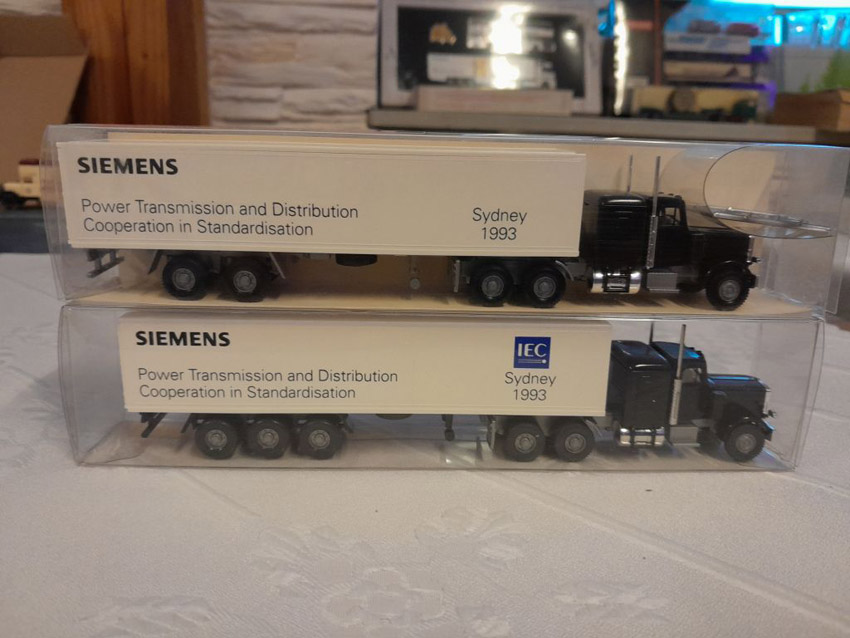 SIEMENS
Power Transmission and Distribution
Cooperation in Standardisation
Sydney
1993
SIEMENS
Power Transmission and Distribution
Cooperation in Standardisation
IEC
Sydney
1993